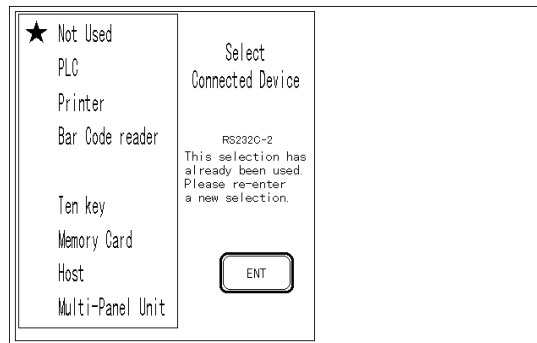 ★ Not Used
PLC
Printer
Bar Code reader
Ten key
Memory Card
Host
Multi-Panel Unit
Select
Connected Device
RS232C-2
This selection has
already been used.
Please re-enter
a new selection.
ENT